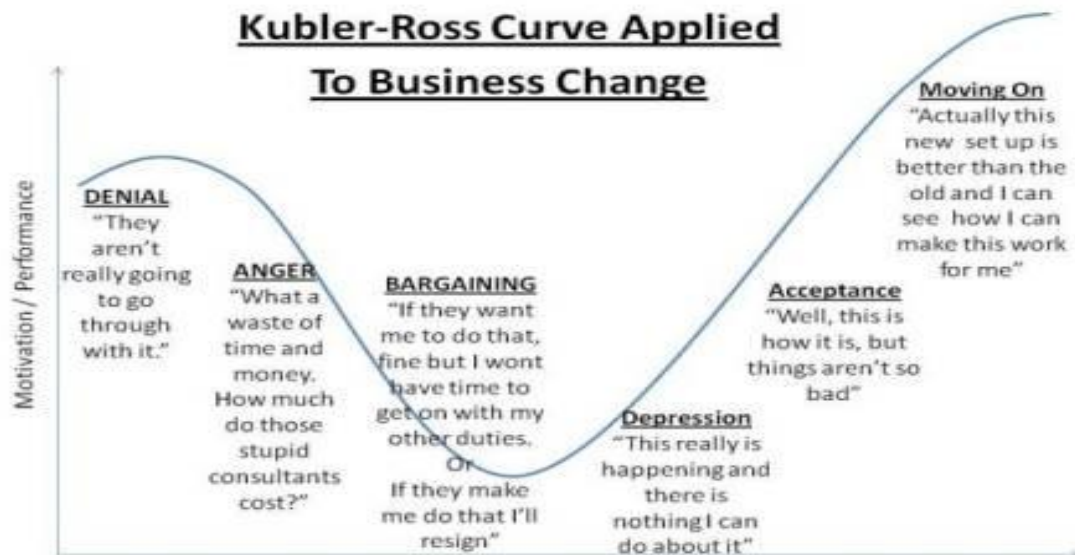 Kubler-Ross Curve Applied
To Business Change
Motivation / Performance
DENIAL
“They
aren’t
really going
to go
through
with it.”
ANGER
“What a
waste of
time and
money.
How much
do those
stupid
consultants
cost?”
BARGAINING
“If they want
me to do that,
fine but I wont
have time to
get on with my
other duties.
Or
If they make
me do that I’ll
resign”
Depression
“This really is
happening and
there is
nothing I can
do about it”
Acceptance
“Well, this is
how it is, but
things aren’t so
bad”
Moving On
“Actually this
new set up is
better than the
old and I can
see how I can
make this work
for me”